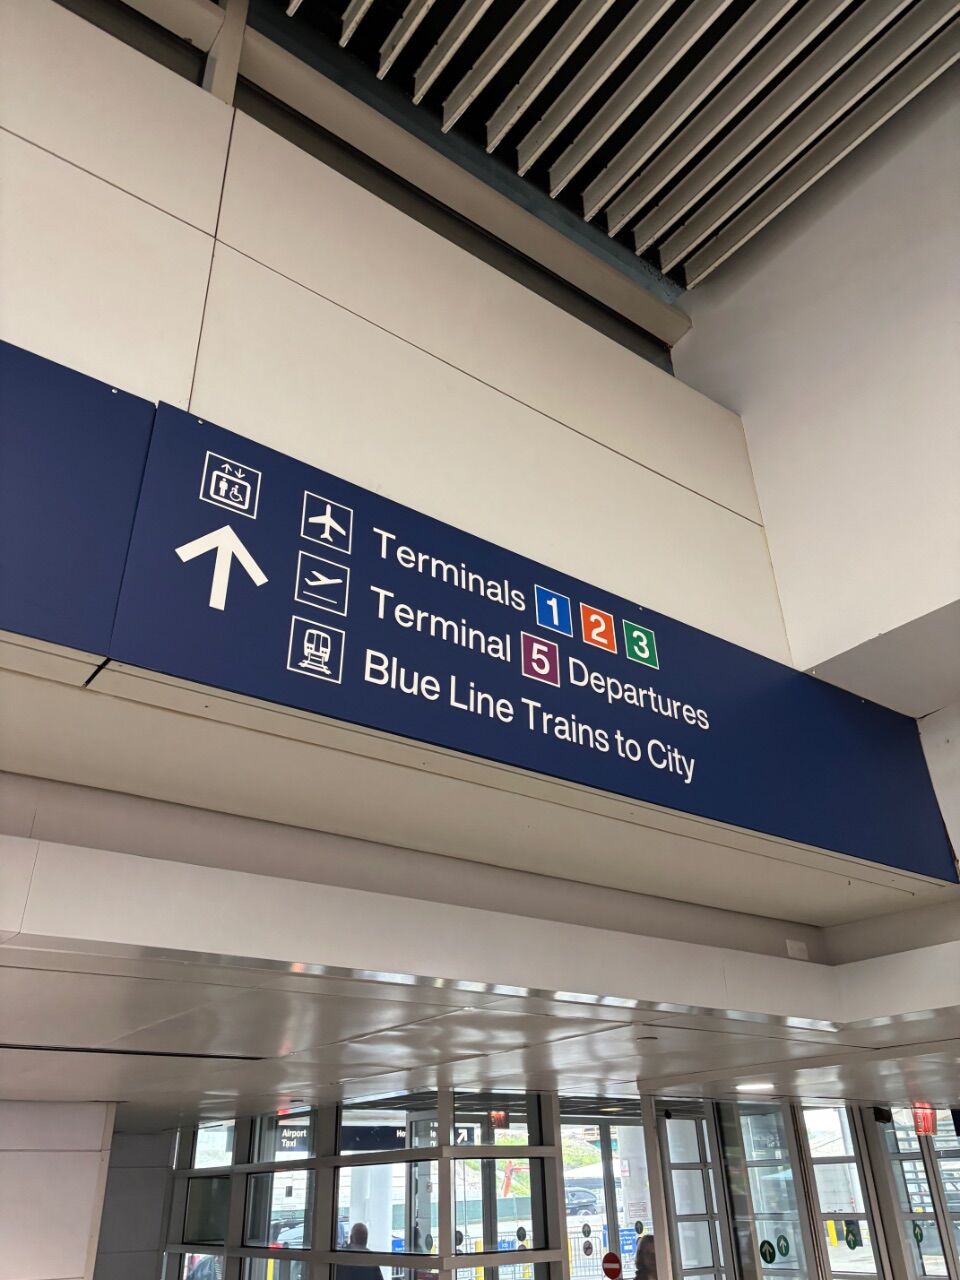 Terminals 1 2 3
Terminal 5 Departures
Blue Line Trains to City
Airport
Taxi